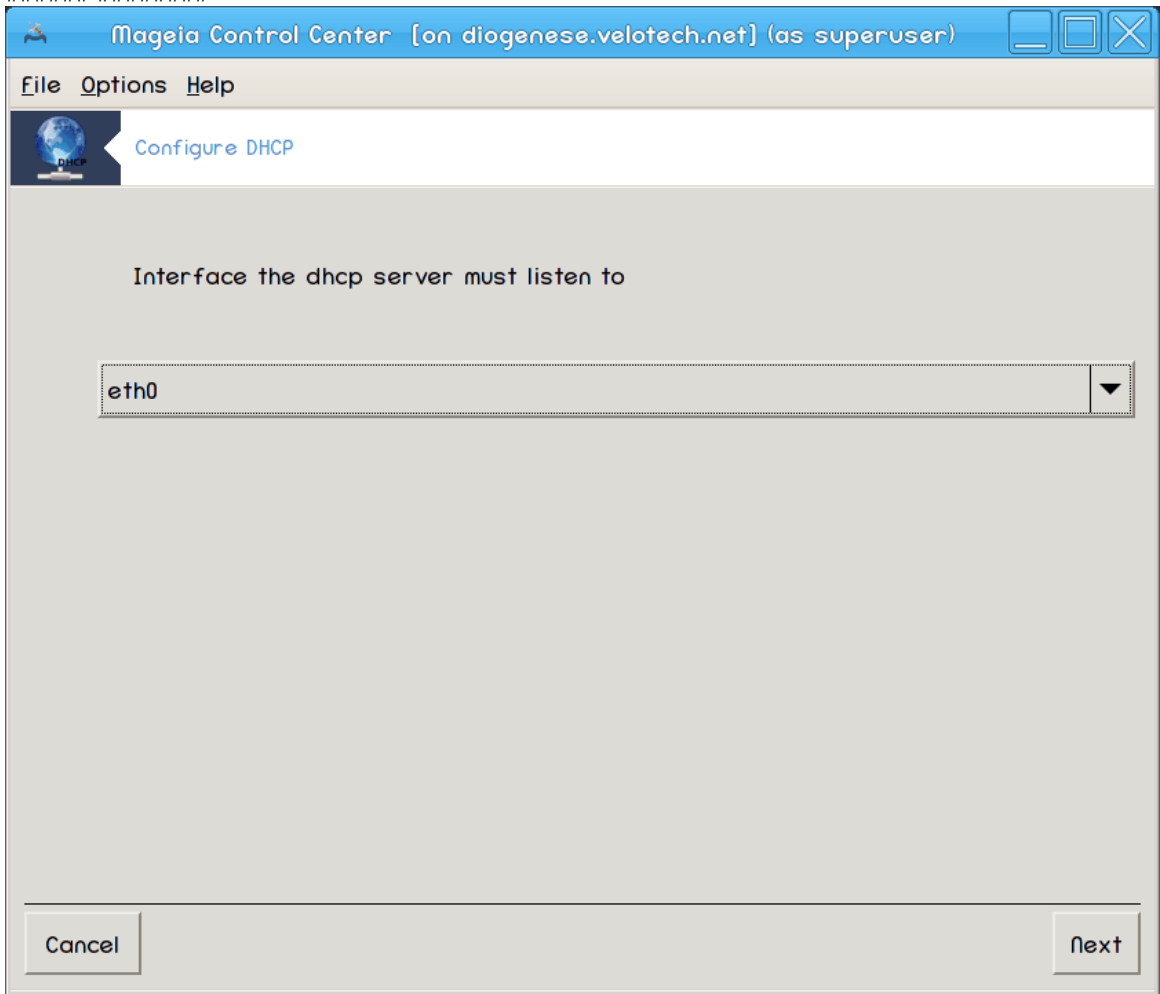 Mageia Control Center [on diogenese.velotech.net] (as superuser)
File Options Help
DHCP
Configure DHCP
Interface the dhcp server must listen to
eth0
Cancel
Next